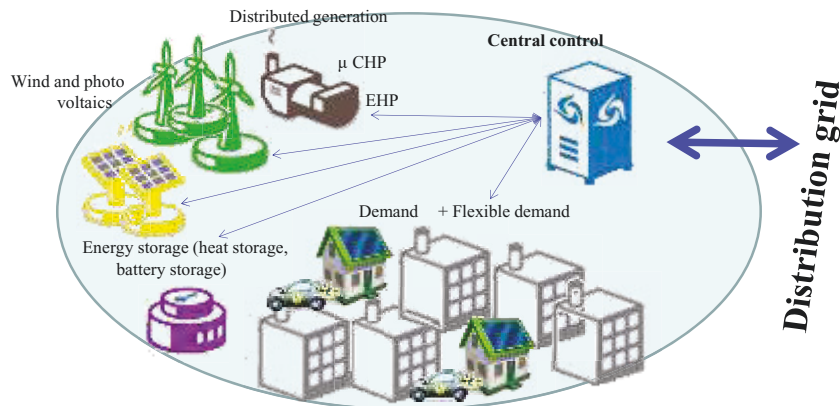 Distributed generation
Central control
μ CHP
Wind and photo
voltaics
EHP
Distribution grid
Demand + Flexible demand
Energy storage (heat storage,
battery storage)